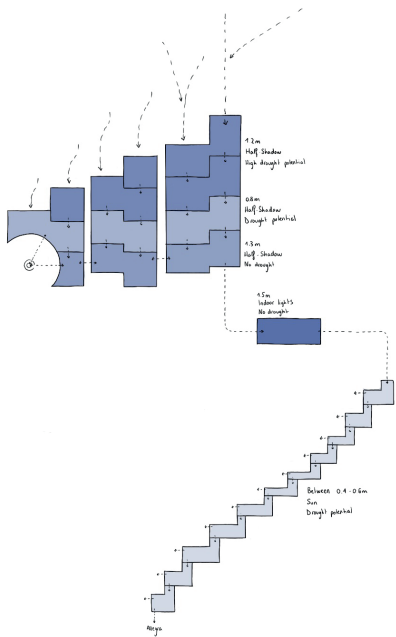 1.2m
Half-Shadow
High drought potential
0.8m
Half-Shadow
Drought potential
1.3m
Half-Shadow
No drought
1.5m
Indoor lights
No drought
Between 0.4-0.6m
Sun
Drought potential